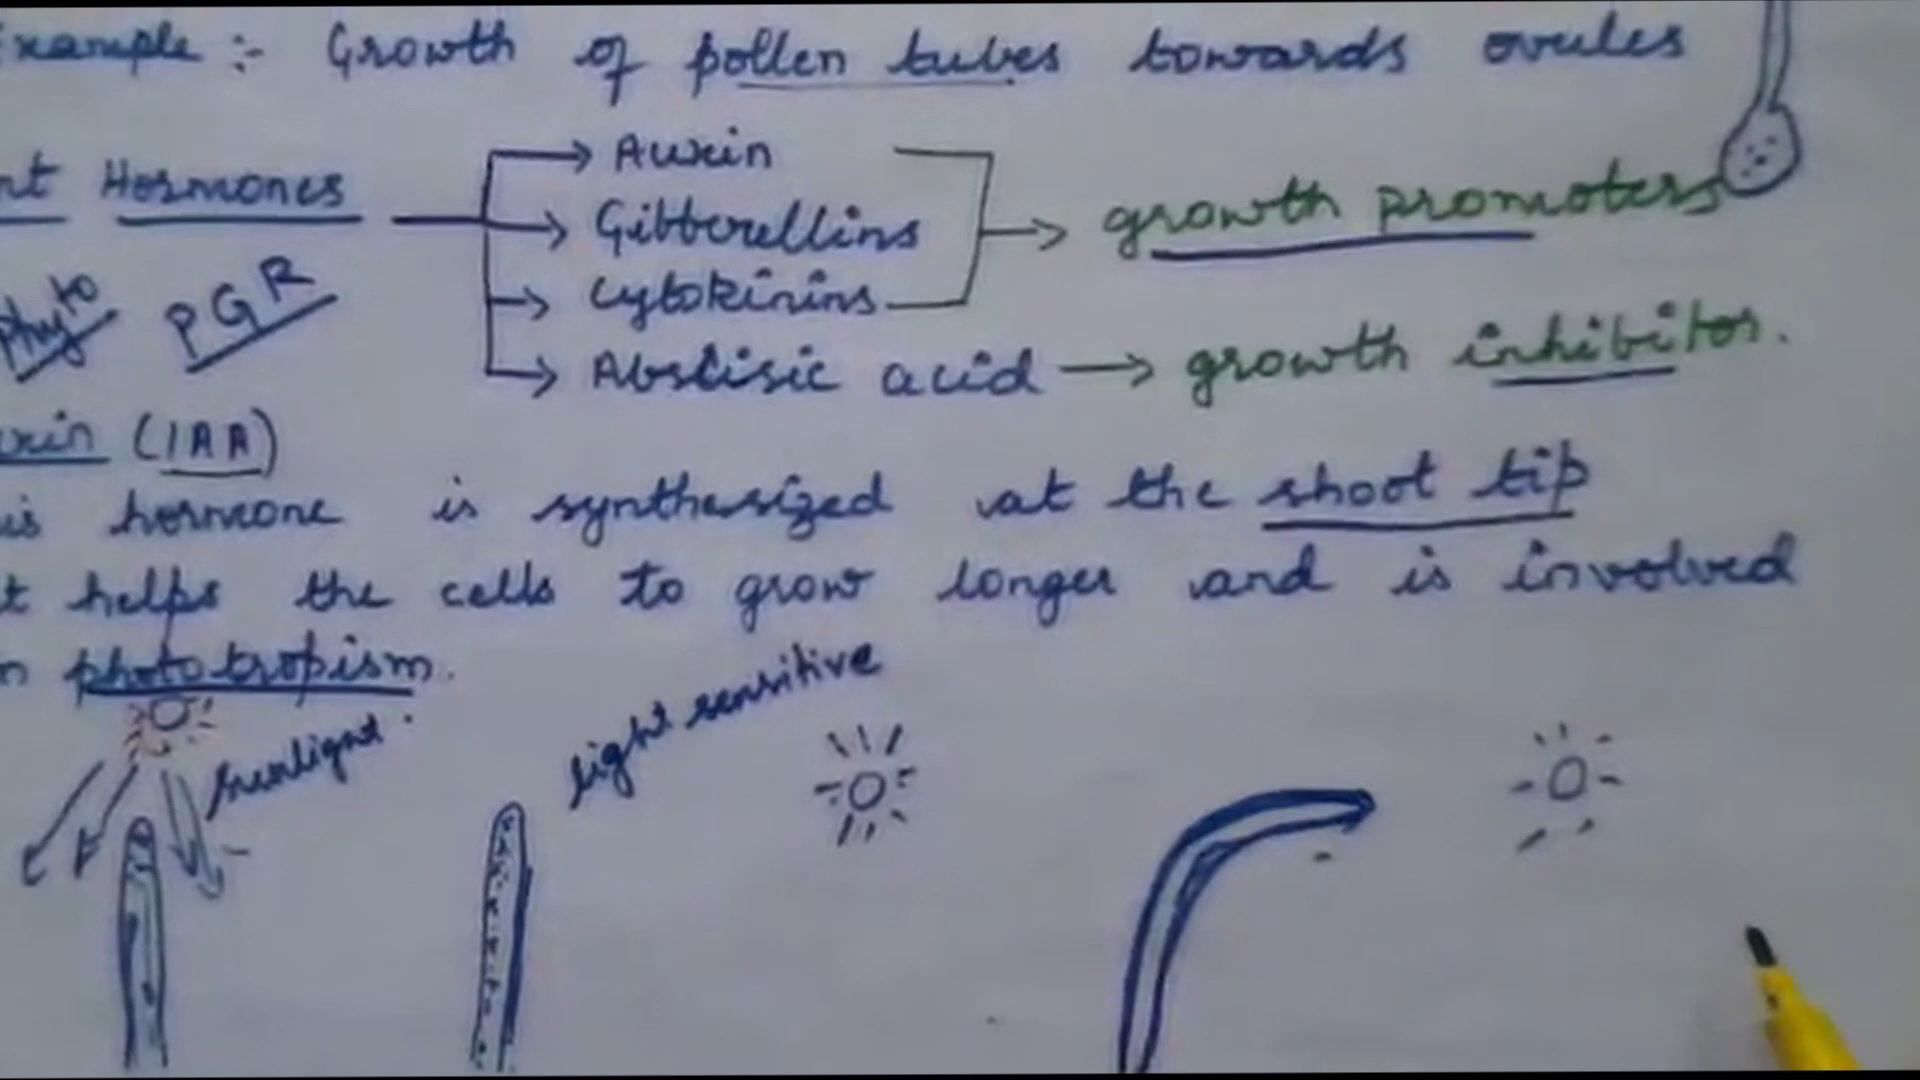 Example :- Growth of pollen tubes towards ovules
nt Hormones
Auxin
Gibberellins
Cytokinins
growth promoters
Abscisic acid → growth inhibitor.
Phyto PGR
uxin (IAA)
is hormone is synthesized at the shoot tip
t helps the cells to grow longer and is involved
n phototropism.
sunlight
light sensitive